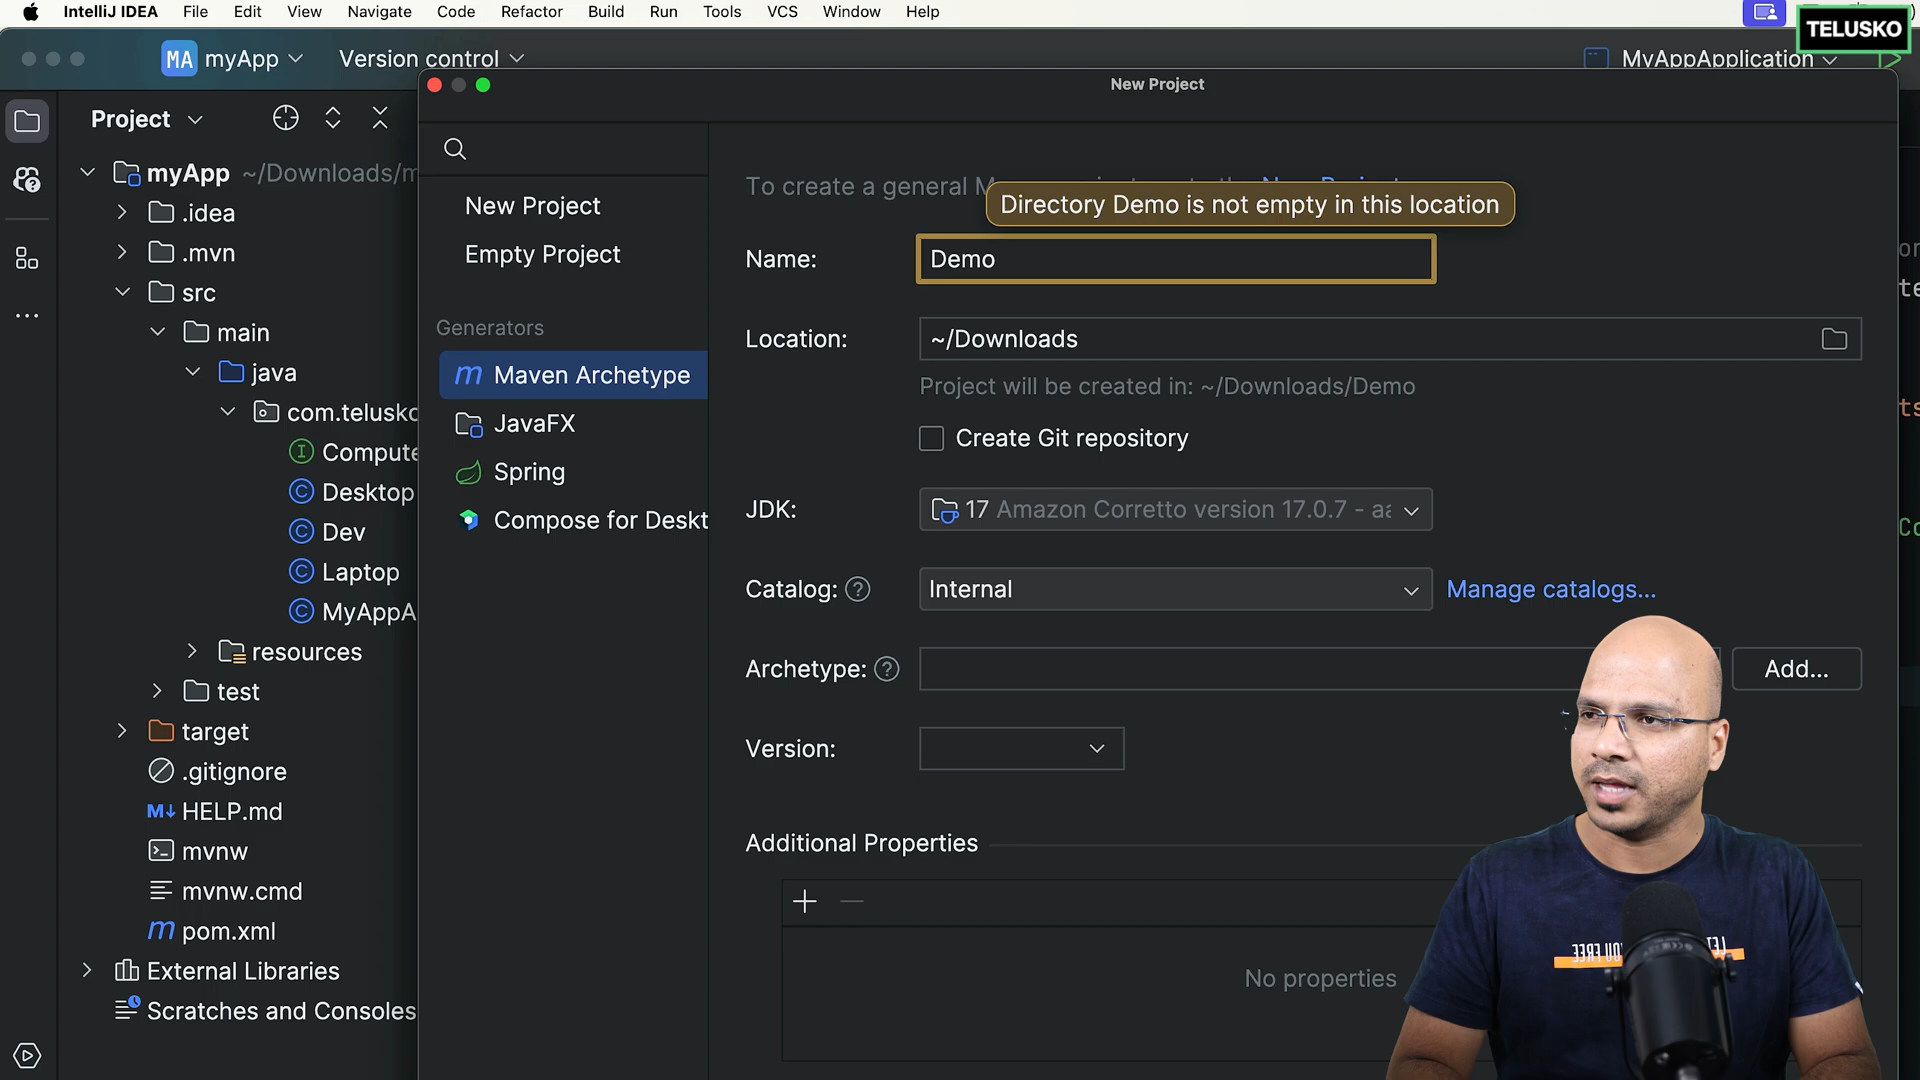 IntelliJ IDEA File Edit View Navigate Code Refactor Build Run Tools VCS Window Help
TELUSKO
MA myApp Version control MyAppApplication
New Project
Project
myApp ~/Downloads/m
.idea
.mvn
src
main
java
com.telusko
Compute
Desktop
Dev
Laptop
MyAppA
resources
test
target
.gitignore
HELP.md
mvnw
mvnw.cmd
pom.xml
External Libraries
Scratches and Consoles
New Project
Empty Project
Generators
Maven Archetype
JavaFX
Spring
Compose for Deskt
To create a general M
Directory Demo is not empty in this location
Name: Demo
Location: ~/Downloads
Project will be created in: ~/Downloads/Demo
Create Git repository
JDK: 17 Amazon Corretto version 17.0.7 - aa
Catalog: Internal Manage catalogs...
Archetype: Add...
Version:
Additional Properties
No properties